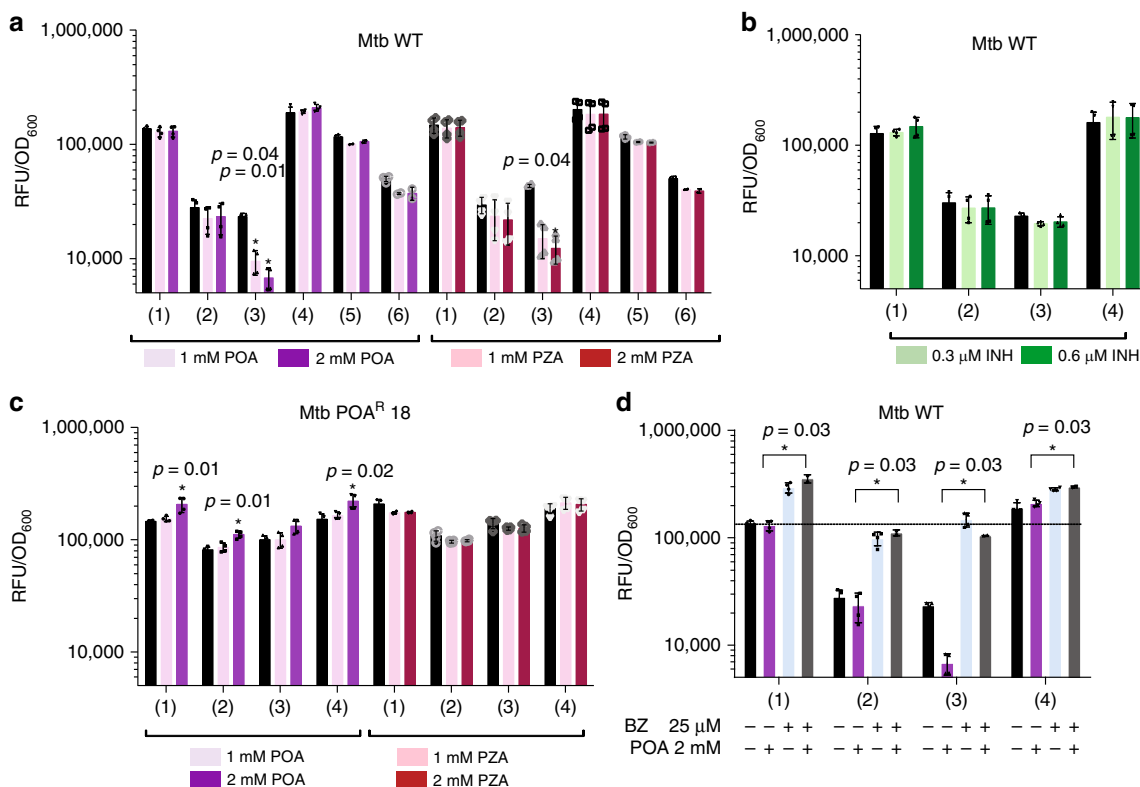 a
Mtb WT
1,000,000
100,000
10,000
RFU/OD600
p = 0.04
p = 0.01
* *
p = 0.04
*
(1) (2) (3) (4) (5) (6) (1) (2) (3) (4) (5) (6)
1 mM POA 2 mM POA 1 mM PZA 2 mM PZA
b
Mtb WT
1,000,000
100,000
10,000
RFU/OD600
(1) (2) (3) (4)
0.3 μM INH 0.6 μM INH
c
Mtb POAR 18
1,000,000
100,000
10,000
RFU/OD600
p = 0.01
*
p = 0.01
*
p = 0.02
*
(1) (2) (3) (4) (1) (2) (3) (4)
1 mM POA 1 mM PZA
2 mM POA 2 mM PZA
d
Mtb WT
1,000,000
100,000
10,000
RFU/OD600
p = 0.03
*
p = 0.03
*
p = 0.03
*
p = 0.03
*
(1) (2) (3) (4)
BZ 25 μM − − + + − − + + − − + + − − + +
POA 2 mM − + − + − + − + − + − + − + − +